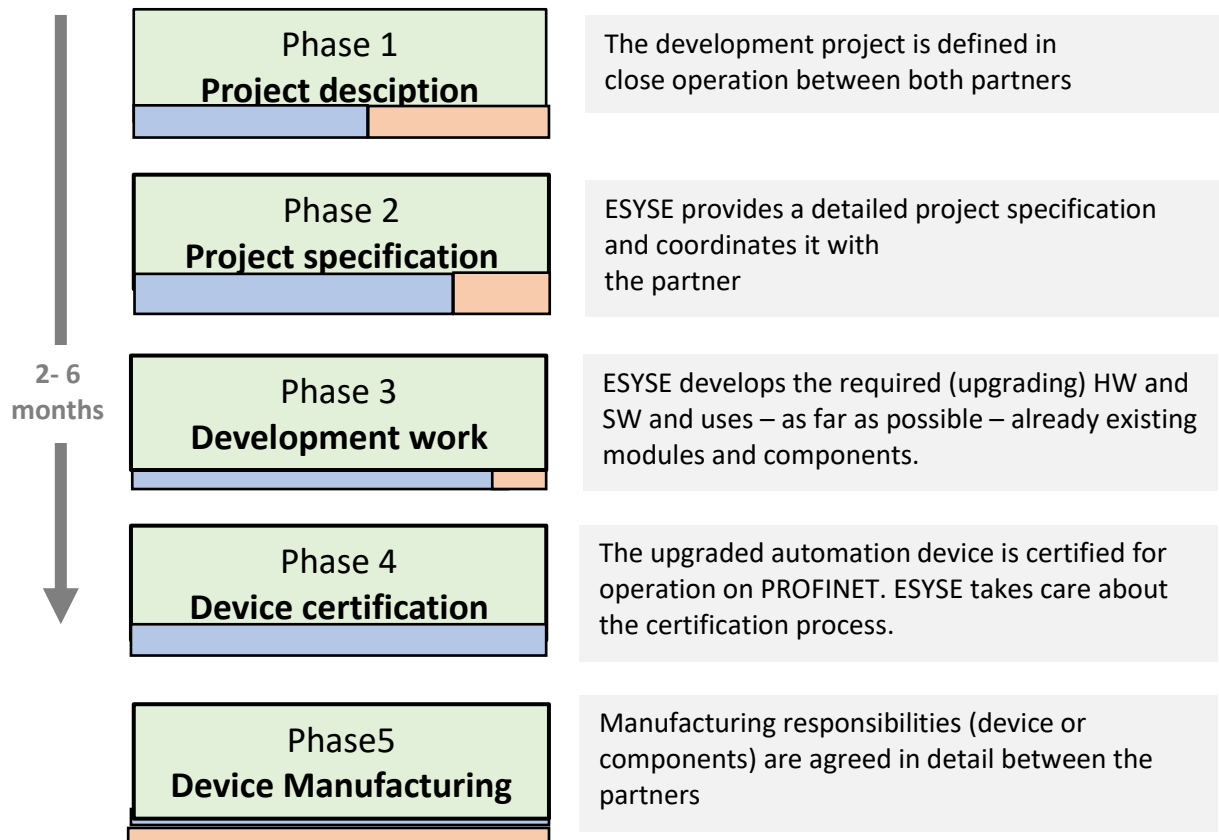 Phase 1
Project desciption
The development project is defined in
close operation between both partners
Phase 2
Project specification
ESYSE provides a detailed project specification
and coordinates it with
the partner
2- 6
months
Phase 3
Development work
ESYSE develops the required (upgrading) HW and
SW and uses – as far as possible – already existing
modules and components.
Phase 4
Device certification
The upgraded automation device is certified for
operation on PROFINET. ESYSE takes care about
the certification process.
Phase5
Device Manufacturing
Manufacturing responsibilities (device or
components) are agreed in detail between the
partners